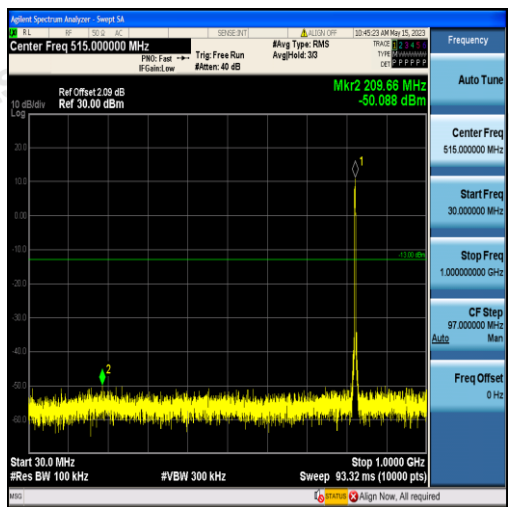 Agilent Spectrum Analyzer - Swept SA
RL RF 50 Ω AC SENSE:INT ALIGN OFF 10:45:23 AM May 15, 2023
Center Freq 515.000000 MHz #Avg Type: RMS TRACE 1 2 3 4 5 6
PNO: Fast Trig: Free Run Avg|Hold: 3/3 TYPE M
IFGain:Low #Atten: 40 dB DET P P P P P P
Mkr2 209.66 MHz
-50.088 dBm
Ref Offset 2.09 dB
10 dB/div Ref 30.00 dBm
Log
1
20.0
10.0
0.00
-10.0
-13.00 dBm
-20.0
-30.0
-40.0
2
-50.0
-60.0
Start 30.0 MHz Stop 1.0000 GHz
#Res BW 100 kHz #VBW 300 kHz Sweep 93.32 ms (10000 pts)
MSG STATUS Align Now, All required
Frequency
Auto Tune
Center Freq
515.000000 MHz
Start Freq
30.000000 MHz
Stop Freq
1.000000000 GHz
CF Step
97.000000 MHz
Auto Man
Freq Offset
0 Hz